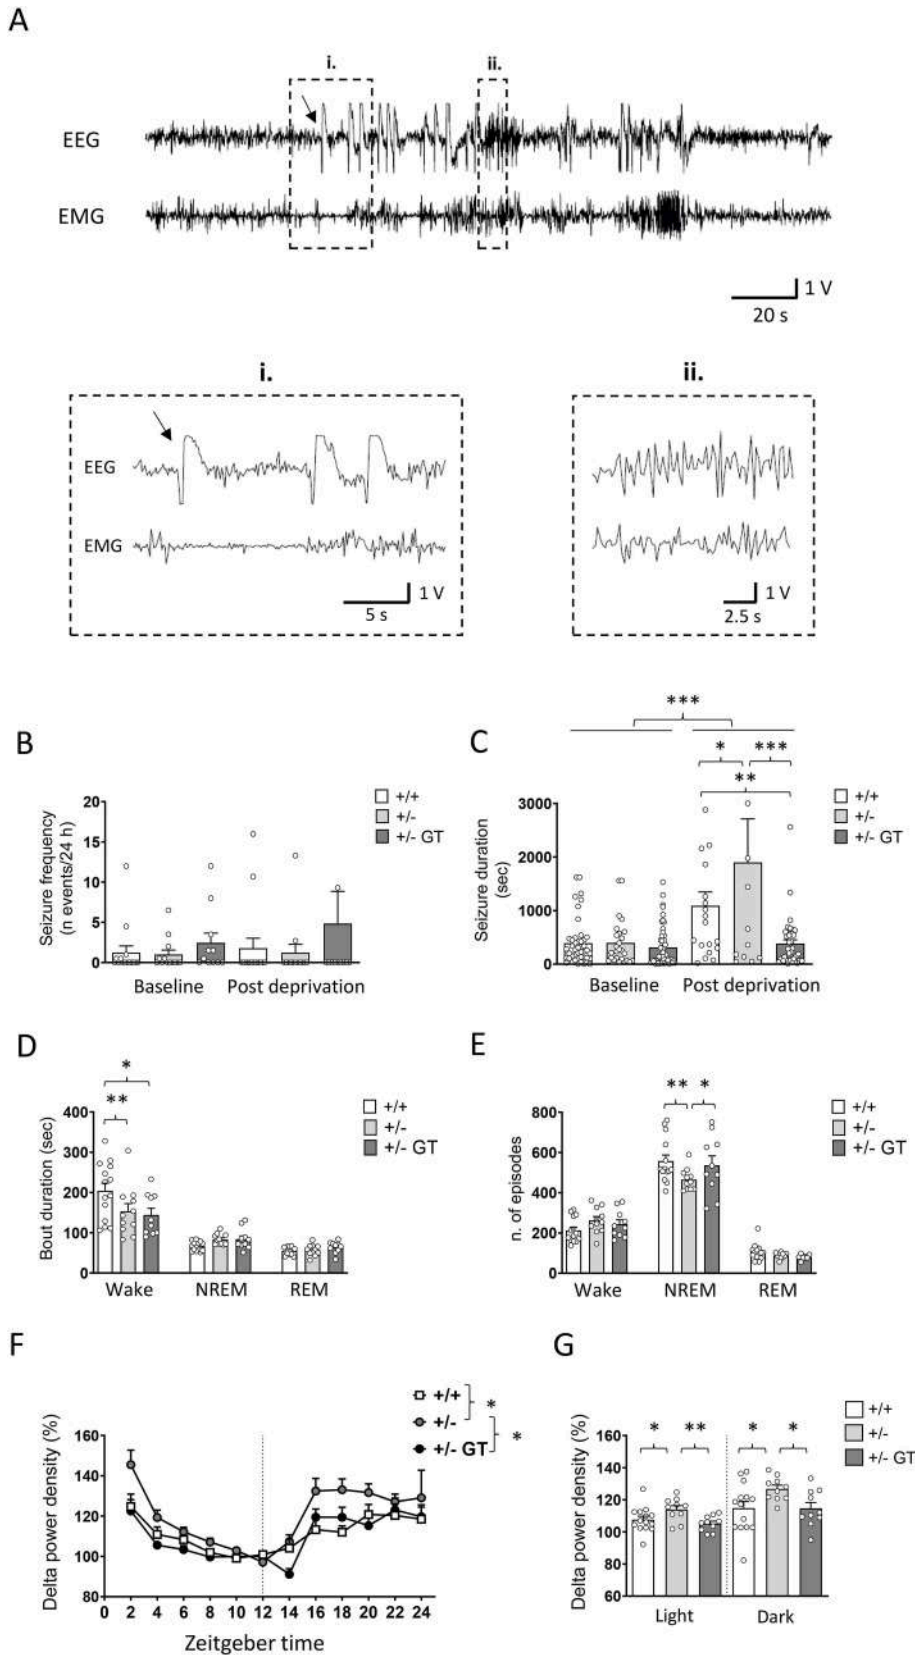 A
i.
ii.
EEG
EMG
1 V
20 s
i.
ii.
EEG
EMG
1 V
5 s
1 V
2.5 s
B
Seizure frequency
(n events/24 h)
20
15
10
5
0
Baseline
Post deprivation
+/+
+/-
+/- GT
C
***
*
***
**
Seizure duration
(sec)
3000
2000
1000
0
Baseline
Post deprivation
+/+
+/-
+/- GT
D
*
**
Bout duration (sec)
400
300
200
100
0
Wake
NREM
REM
+/+
+/-
+/- GT
E
**
*
n. of episodes
800
600
400
200
0
Wake
NREM
REM
+/+
+/-
+/- GT
F
+/+
+/-
+/- GT
*
*
Delta power density (%)
160
140
120
100
80
0 2 4 6 8 10 12 14 16 18 20 22 24
Zeitgeber time
G
+/+
+/-
+/- GT
*
**
*
*
Delta power density (%)
160
140
120
100
80
60
Light
Dark